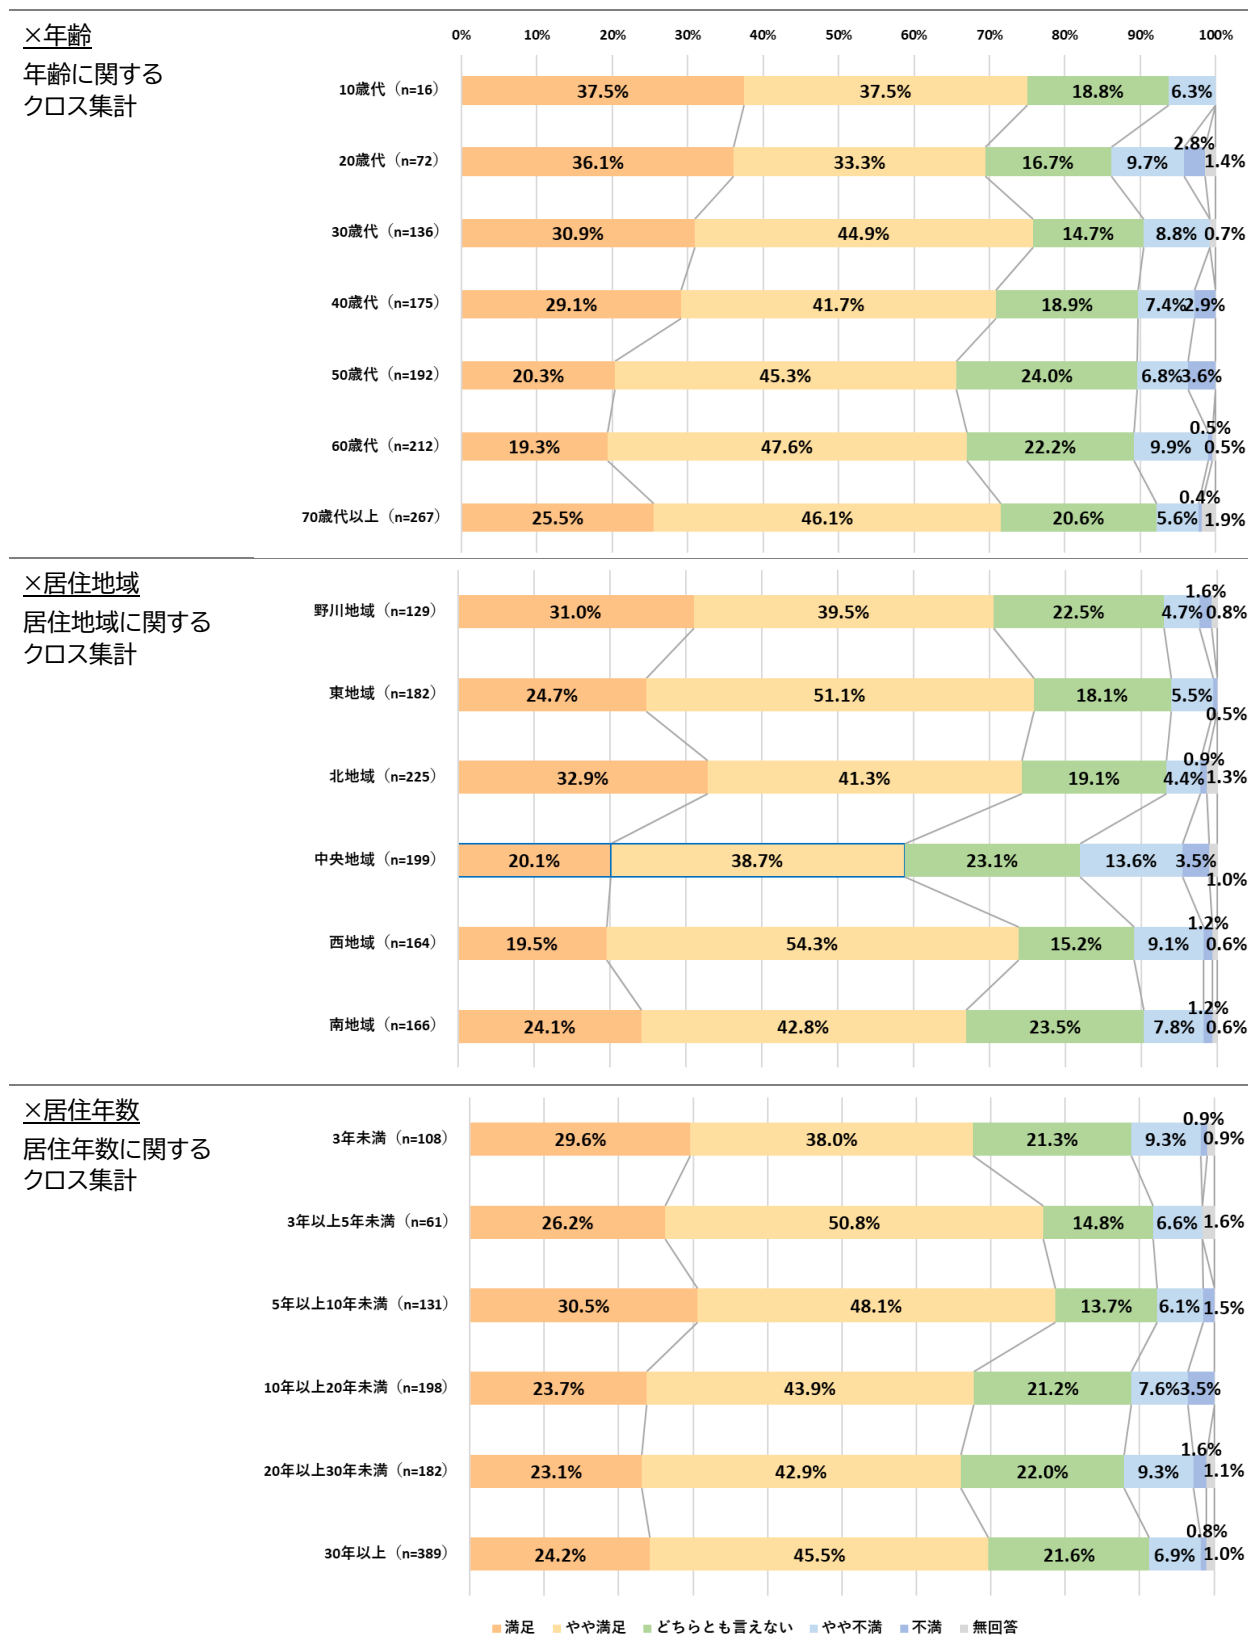 ×年齢
年齢に関する
クロス集計
0% 10% 20% 30% 40% 50% 60% 70% 80% 90% 100%
10歳代（n=16） 37.5% 37.5% 18.8% 6.3%
20歳代（n=72） 36.1% 33.3% 16.7% 9.7% 2.8% 1.4%
30歳代（n=136） 30.9% 44.9% 14.7% 8.8% 0.7%
40歳代（n=175） 29.1% 41.7% 18.9% 7.4% 2.9%
50歳代（n=192） 20.3% 45.3% 24.0% 6.8% 3.6%
60歳代（n=212） 19.3% 47.6% 22.2% 9.9% 0.5% 0.5%
70歳代以上（n=267） 25.5% 46.1% 20.6% 5.6% 0.4% 1.9%
×居住地域
居住地域に関する
クロス集計
野川地域（n=129） 31.0% 39.5% 22.5% 4.7% 1.6% 0.8%
東地域（n=182） 24.7% 51.1% 18.1% 5.5% 0.5%
北地域（n=225） 32.9% 41.3% 19.1% 4.4% 0.9% 1.3%
中央地域（n=199） 20.1% 38.7% 23.1% 13.6% 3.5% 1.0%
西地域（n=164） 19.5% 54.3% 15.2% 9.1% 1.2% 0.6%
南地域（n=166） 24.1% 42.8% 23.5% 7.8% 1.2% 0.6%
×居住年数
居住年数に関する
クロス集計
3年未満（n=108） 29.6% 38.0% 21.3% 9.3% 0.9% 0.9%
3年以上5年未満（n=61） 26.2% 50.8% 14.8% 6.6% 1.6%
5年以上10年未満（n=131） 30.5% 48.1% 13.7% 6.1% 1.5%
10年以上20年未満（n=198） 23.7% 43.9% 21.2% 7.6% 3.5%
20年以上30年未満（n=182） 23.1% 42.9% 22.0% 9.3% 1.6% 1.1%
30年以上（n=389） 24.2% 45.5% 21.6% 6.9% 0.8% 1.0%
満足 やや満足 どちらとも言えない やや不満 不満 無回答